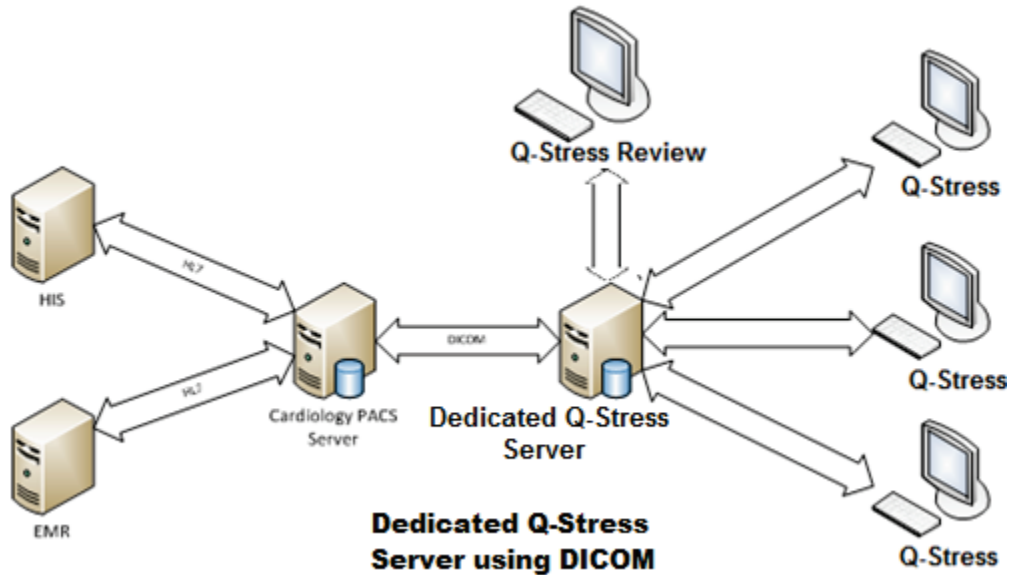 Q-Stress Review
Q-Stress
HL7
HIS
DICOM
Q-Stress
HL7
Cardiology PACS
Server
Dedicated Q-Stress
Server
EMR
Dedicated Q-Stress
Server using DICOM
Q-Stress